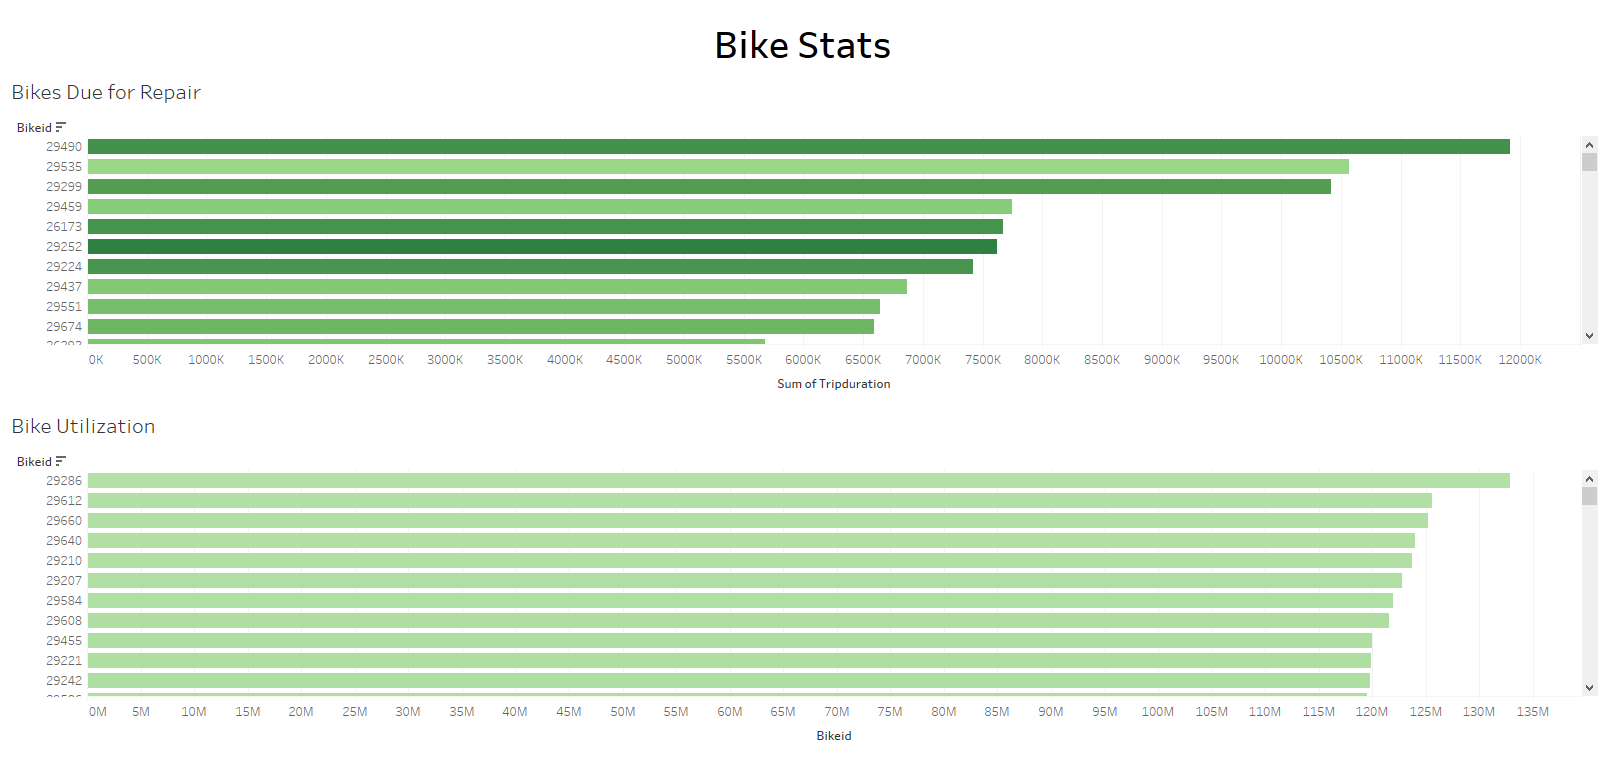 Bike Stats
Bikes Due for Repair
Bikeid
29490
29535
29299
29459
26173
29252
29224
29437
29551
29674
0K 500K 1000K 1500K 2000K 2500K 3000K 3500K 4000K 4500K 5000K 5500K 6000K 6500K 7000K 7500K 8000K 8500K 9000K 9500K 10000K 10500K 11000K 11500K 12000K
Sum of Tripduration
Bike Utilization
Bikeid
29286
29612
29660
29640
29210
29207
29584
29608
29455
29221
29242
0M 5M 10M 15M 20M 25M 30M 35M 40M 45M 50M 55M 60M 65M 70M 75M 80M 85M 90M 95M 100M 105M 110M 115M 120M 125M 130M 135M
Bikeid